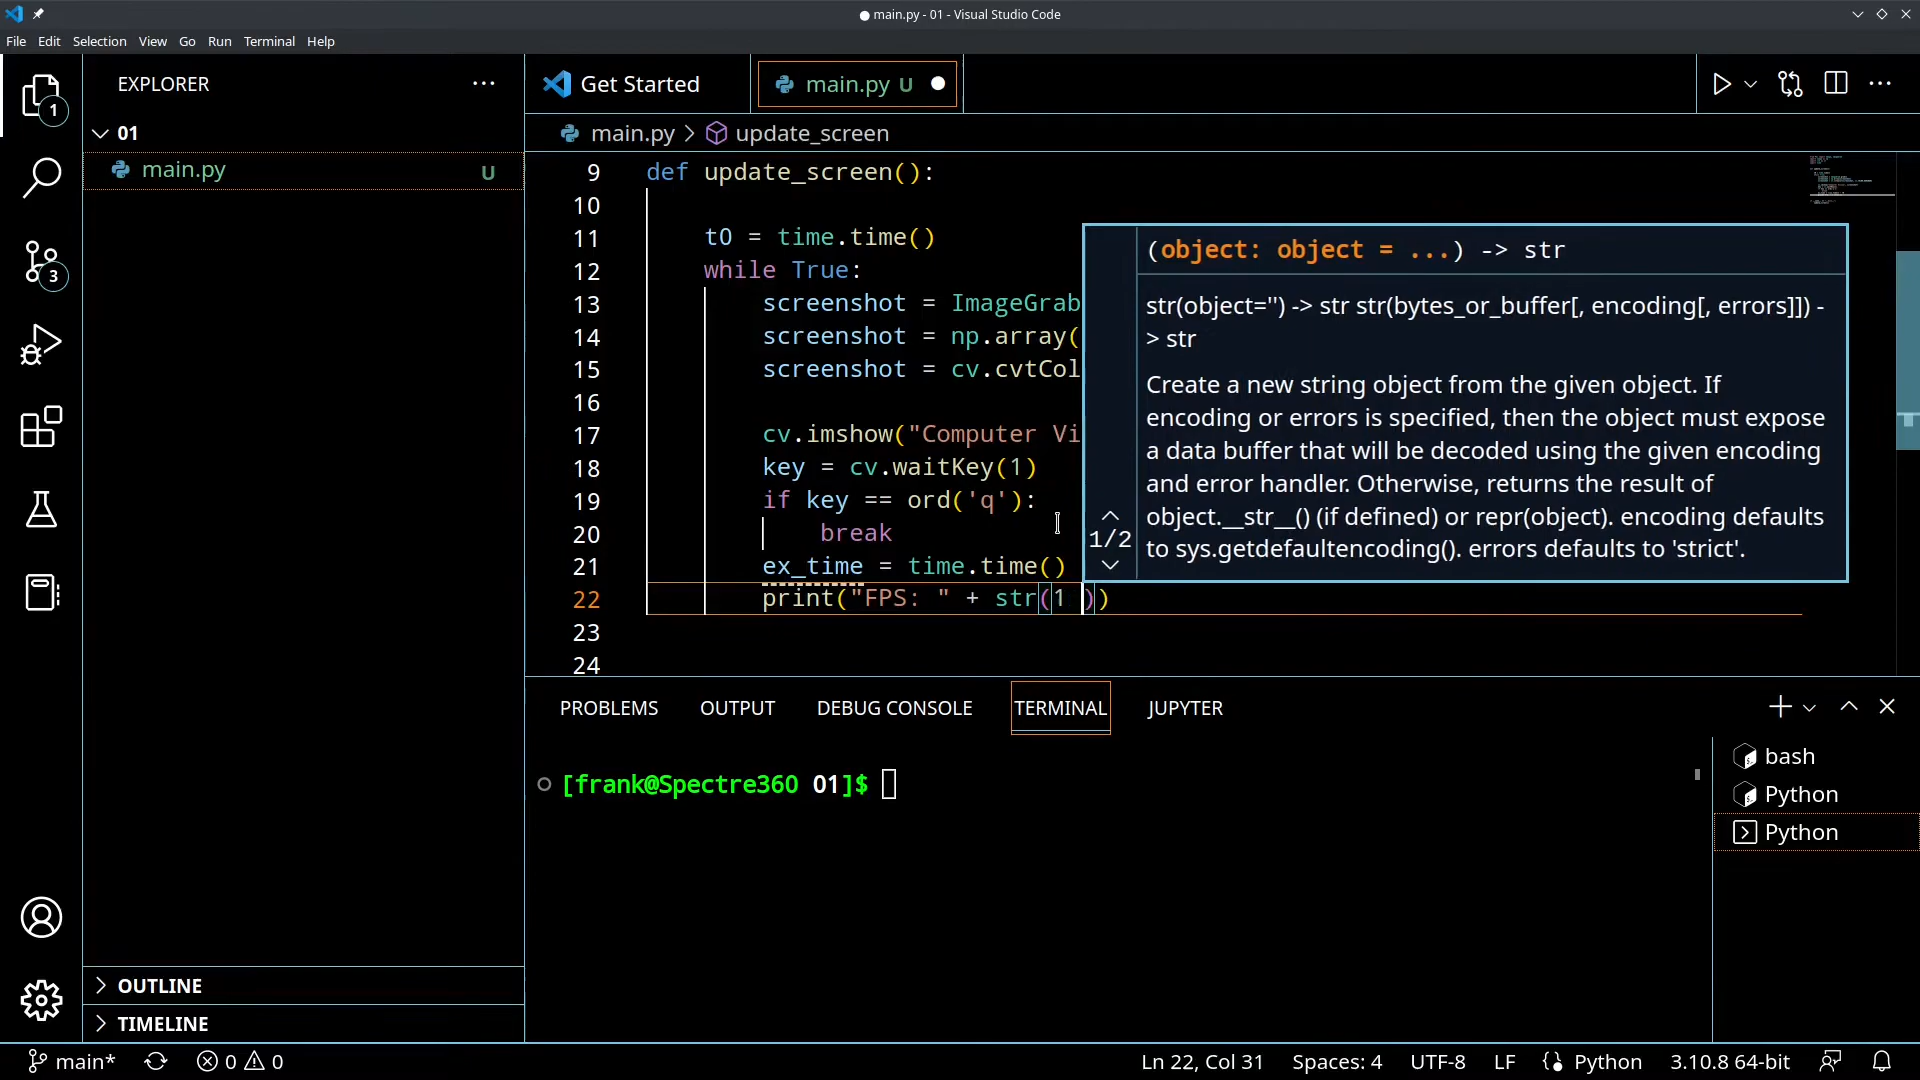 main.py - 01 - Visual Studio Code
File Edit Selection View Go Run Terminal Help
1
3
EXPLORER
01
main.py U
OUTLINE
TIMELINE
Get Started
main.py U
main.py > update_screen
9 def update_screen():
10
11 t0 = time.time()
12 while True:
13 screenshot = ImageGrab
14 screenshot = np.array(
15 screenshot = cv.cvtCol
16
17 cv.imshow("Computer Vi
18 key = cv.waitKey(1)
19 if key == ord('q'):
20 break
21 ex_time = time.time()
22 print("FPS: " + str(1 ))
23
24
(object: object = ...) -> str
str(object='') -> str str(bytes_or_buffer[, encoding[, errors]]) -
> str
Create a new string object from the given object. If
encoding or errors is specified, then the object must expose
a data buffer that will be decoded using the given encoding
and error handler. Otherwise, returns the result of
object.__str__() (if defined) or repr(object). encoding defaults
to sys.getdefaultencoding(). errors defaults to 'strict'.
1/2
PROBLEMS OUTPUT DEBUG CONSOLE TERMINAL JUPYTER
[frank@Spectre360 01]$
bash
Python
Python
main* 0 0 Ln 22, Col 31 Spaces: 4 UTF-8 LF Python 3.10.8 64-bit